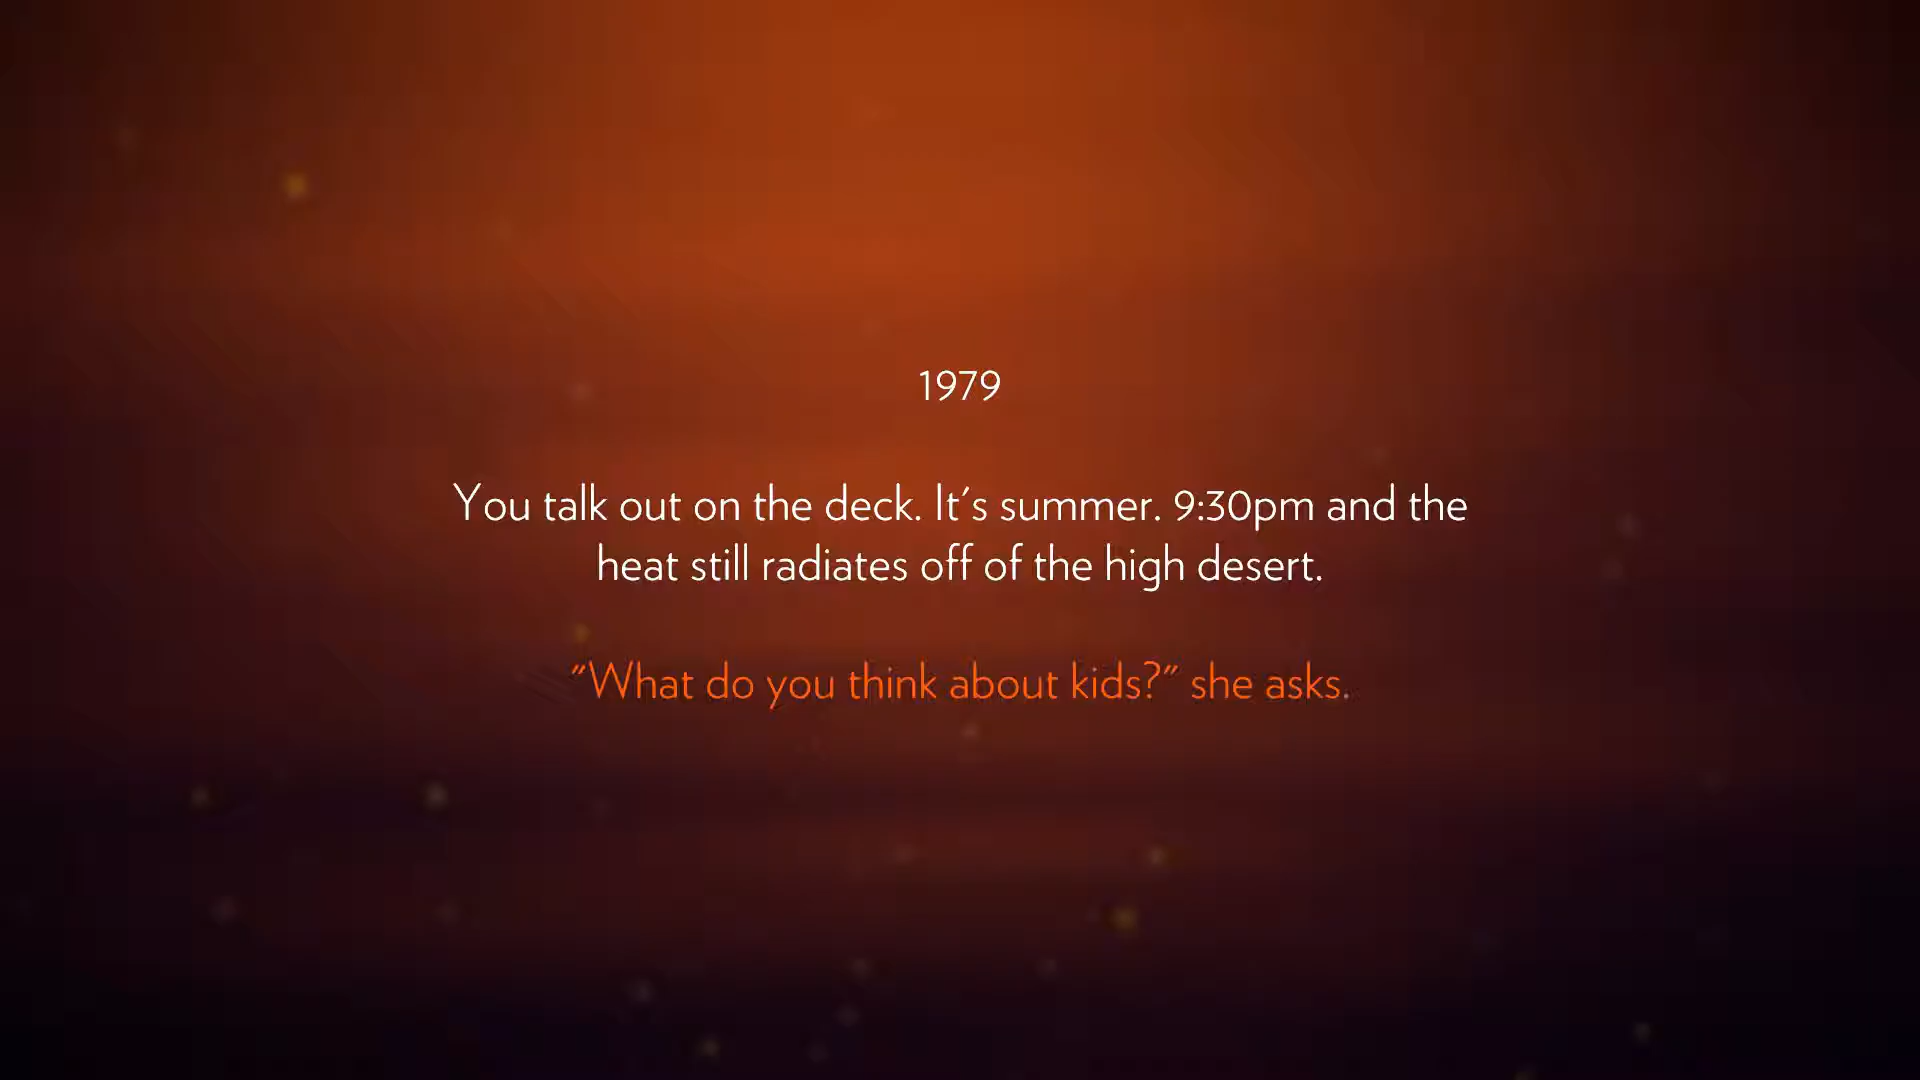 1979
You talk out on the deck. It's summer. 9:30pm and the
heat still radiates off of the high desert.
"What do you think about kids?" she asks.